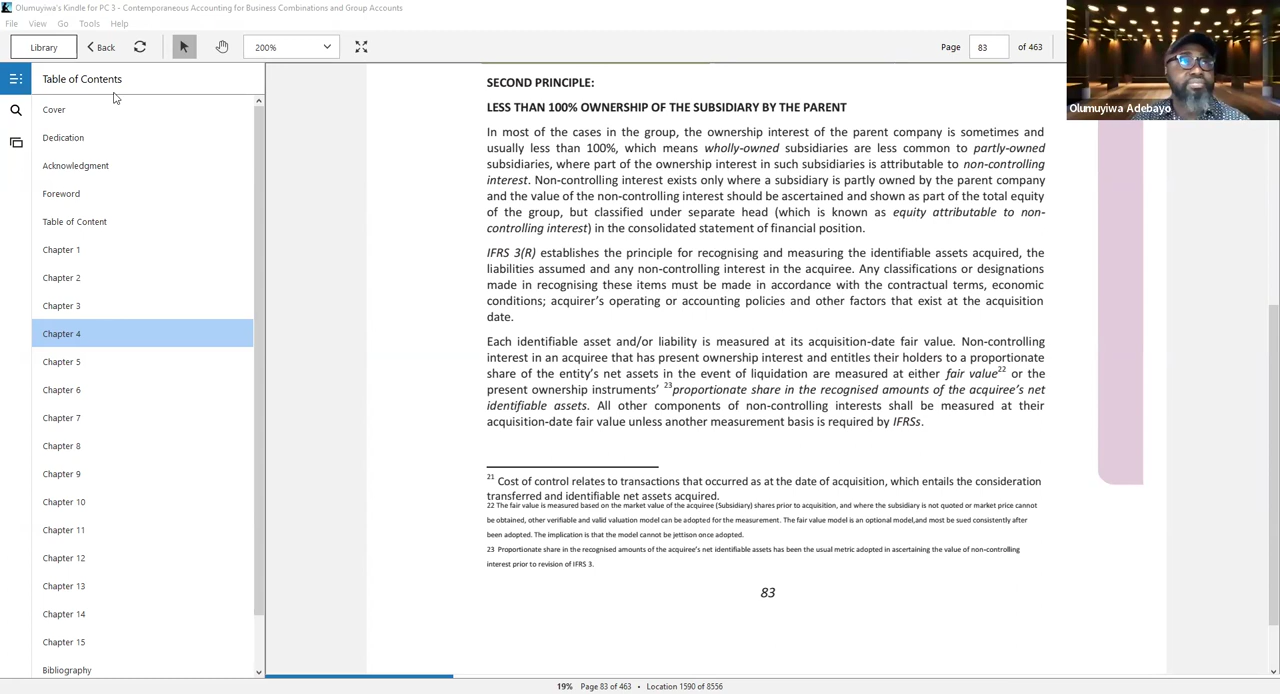 Olumuyiwa's Kindle for PC 3 - Contemporaneous Accounting for Business Combinations and Group Accounts
File View Go Tools Help
Library Back 200% Page 83 of 463
Olumuyiwa Adebayo
Table of Contents
Cover
Dedication
Acknowledgment
Foreword
Table of Content
Chapter 1
Chapter 2
Chapter 3
Chapter 4
Chapter 5
Chapter 6
Chapter 7
Chapter 8
Chapter 9
Chapter 10
Chapter 11
Chapter 12
Chapter 13
Chapter 14
Chapter 15
Bibliography
SECOND PRINCIPLE:
LESS THAN 100% OWNERSHIP OF THE SUBSIDIARY BY THE PARENT
In most of the cases in the group, the ownership interest of the parent company is sometimes and
usually less than 100%, which means wholly-owned subsidiaries are less common to partly-owned
subsidiaries, where part of the ownership interest in such subsidiaries is attributable to non-controlling
interest. Non-controlling interest exists only where a subsidiary is partly owned by the parent company
and the value of the non-controlling interest should be ascertained and shown as part of the total equity
of the group, but classified under separate head (which is known as equity attributable to non-
controlling interest) in the consolidated statement of financial position.
IFRS 3(R) establishes the principle for recognising and measuring the identifiable assets acquired, the
liabilities assumed and any non-controlling interest in the acquiree. Any classifications or designations
made in recognising these items must be made in accordance with the contractual terms, economic
conditions; acquirer's operating or accounting policies and other factors that exist at the acquisition
date.
Each identifiable asset and/or liability is measured at its acquisition-date fair value. Non-controlling
interest in an acquiree that has present ownership interest and entitles their holders to a proportionate
share of the entity's net assets in the event of liquidation are measured at either fair value22 or the
present ownership instruments' 23proportionate share in the recognised amounts of the acquiree's net
identifiable assets. All other components of non-controlling interests shall be measured at their
acquisition-date fair value unless another measurement basis is required by IFRSs.
21 Cost of control relates to transactions that occurred as at the date of acquisition, which entails the consideration
transferred and identifiable net assets acquired.
22 The fair value is measured based on the market value of the acquiree (Subsidiary) shares prior to acquisition, and where the subsidiary is not quoted or market price cannot
be obtained, other verifiable and valid valuation model can be adopted for the measurement. The fair value model is an optional model,and most be sued consistently after
been adopted. The implication is that the model cannot be jettison once adopted.
23 Proportionate share in the recognised amounts of the acquiree's net identifiable assets has been the usual metric adopted in ascertaining the value of non-controlling
interest prior to revision of IFRS 3.
83
19% Page 83 of 463 • Location 1590 of 8556